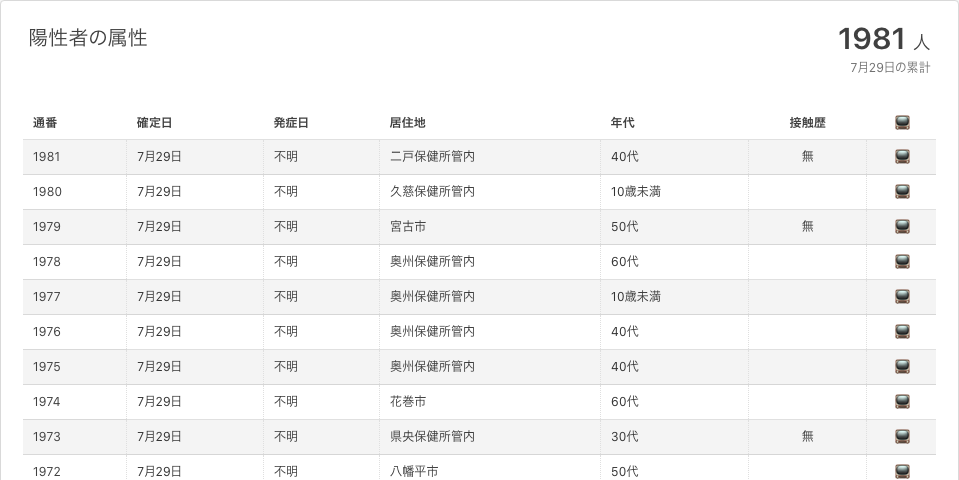 陽性者の属性
1981 人
7月29日の累計
通番 確定日 発症日 居住地 年代 接触歴
1981 7月29日 不明 二戸保健所管内 40代 無
1980 7月29日 不明 久慈保健所管内 10歳未満
1979 7月29日 不明 宮古市 50代 無
1978 7月29日 不明 奥州保健所管内 60代
1977 7月29日 不明 奥州保健所管内 10歳未満
1976 7月29日 不明 奥州保健所管内 40代
1975 7月29日 不明 奥州保健所管内 40代
1974 7月29日 不明 花巻市 60代
1973 7月29日 不明 県央保健所管内 30代 無
1972 7月29日 不明 八幡平市 50代